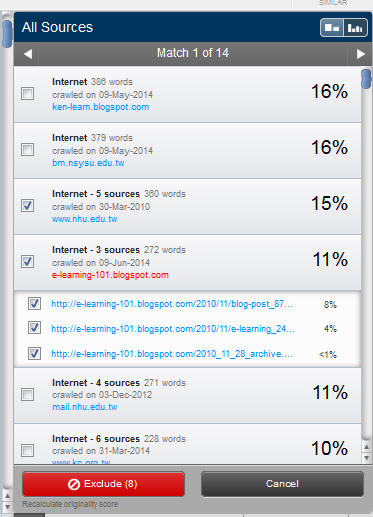 SIMILAR
All Sources
Match 1 of 14
Internet 386 words
crawled on 09-May-2014
ken-learn.blogspot.com
16%
Internet 379 words
crawled on 09-May-2014
bm.nsysu.edu.tw
16%
Internet - 5 sources 360 words
crawled on 30-Mar-2010
www.nhu.edu.tw
15%
Internet - 3 sources 272 words
crawled on 09-Jun-2014
e-learning-101.blogspot.com
11%
http://e-learning-101.blogspot.com/2010/11/blog-post_87... 8%
http://e-learning-101.blogspot.com/2010/11/e-learning_24... 4%
http://e-learning-101.blogspot.com/2010_11_28_archive.... <1%
Internet - 4 sources 271 words
crawled on 03-Dec-2012
mail.nhu.edu.tw
11%
Internet - 6 sources 228 words
crawled on 31-Mar-2014
www.kc.org.tw
10%
Exclude (8)
Cancel
Recalculate originality score